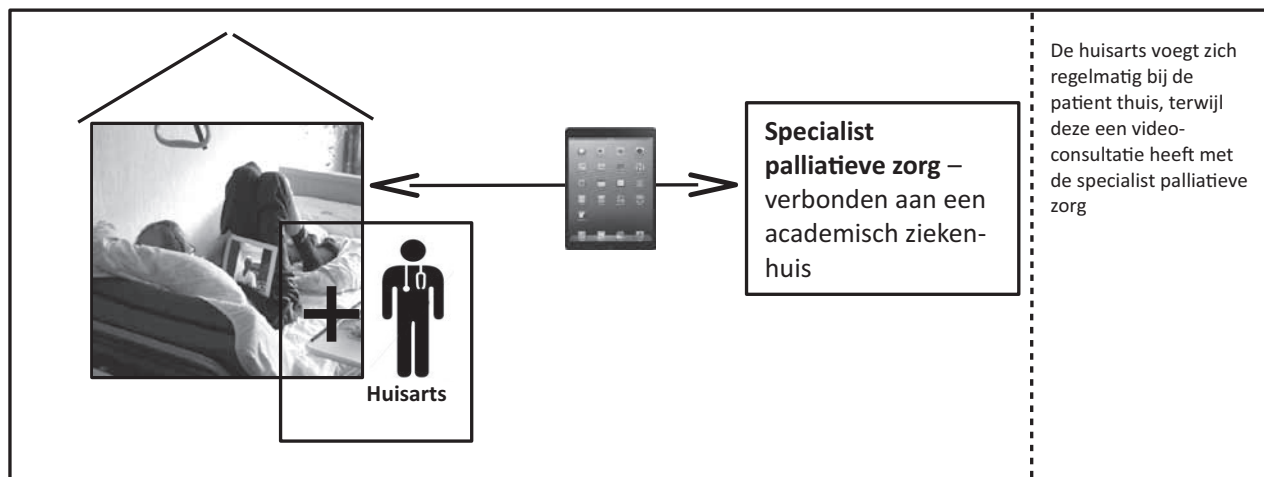 Huisarts
Specialist
palliatieve zorg –
verbonden aan een
academisch zieken-
huis
De huisarts voegt zich
regelmatig bij de
patient thuis, terwijl
deze een video-
consultatie heeft met
de specialist palliatieve
zorg